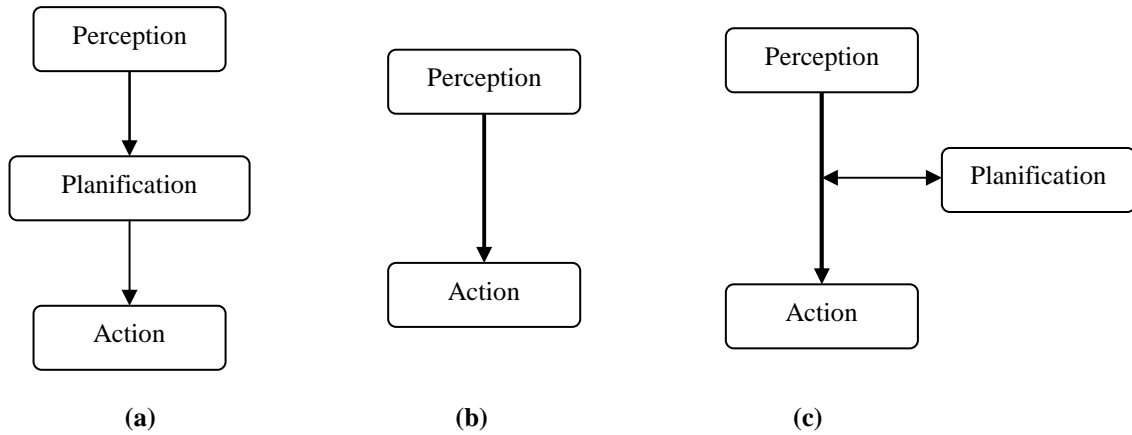 Perception
Planification
Action
(a)
Perception
Action
(b)
Perception
Planification
Action
(c)